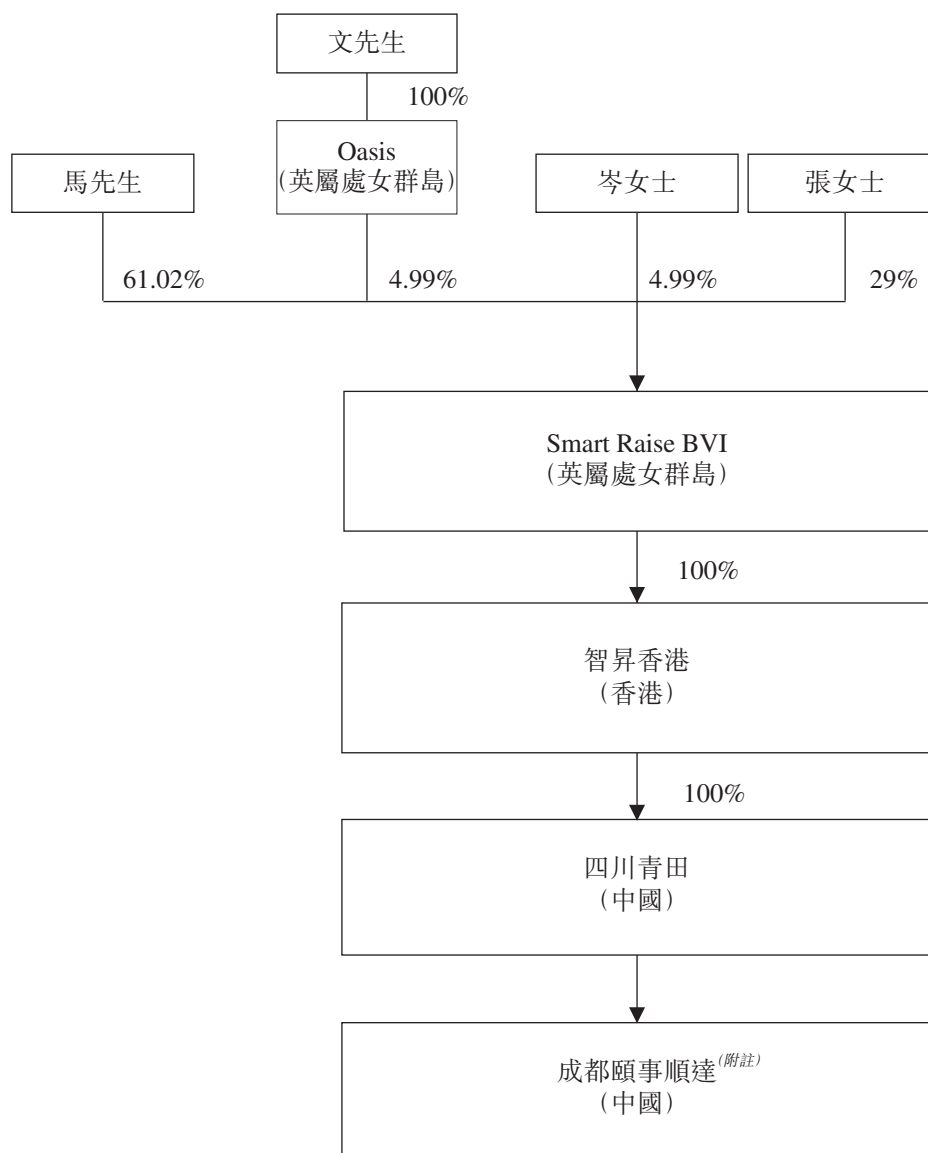 文先生
100%
Oasis
（英屬處女群島）
馬先生
岑女士
張女士
61.02%
4.99%
4.99%
29%
Smart Raise BVI
（英屬處女群島）
100%
智昇香港
（香港）
100%
四川青田
（中國）
成都頤事順達(附註)
（中國）